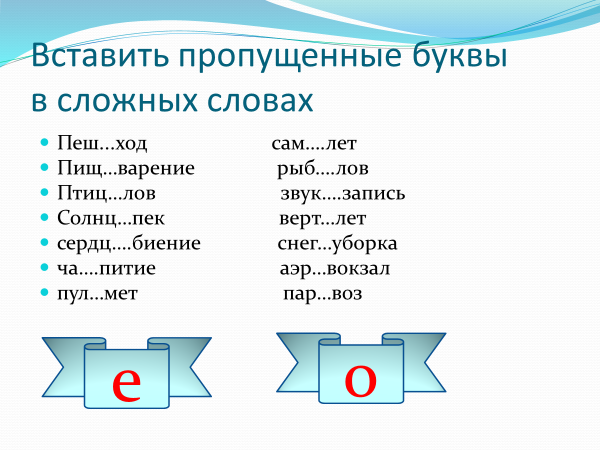 Вставить пропущенные буквы
в сложных словах
Пеш...ход сам....лет
Пищ...варение рыб....лов
Птиц...лов звук....запись
Солнц...пек верт...лет
сердц....биение снег...уборка
ча....питие аэр...вокзал
пул...мет пар...воз
е о